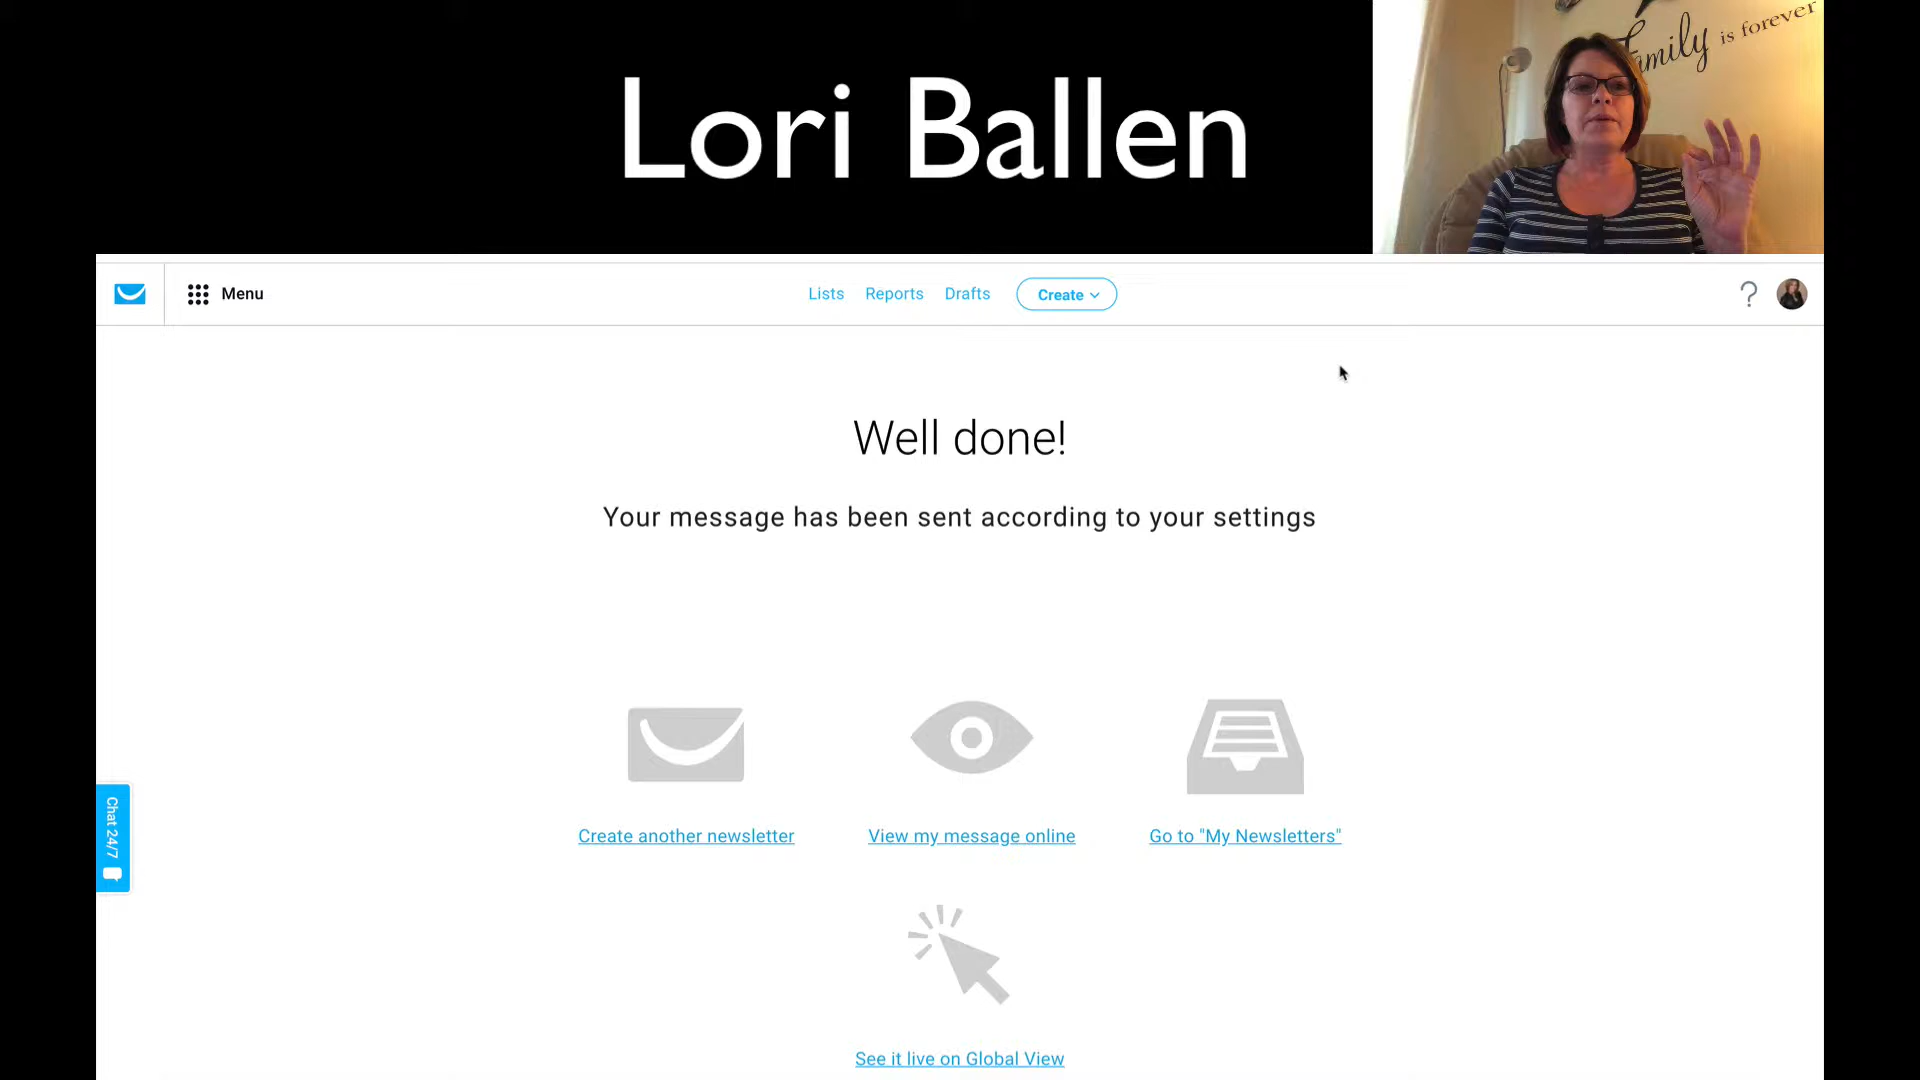 Lori Ballen
Family is forever
Menu
Lists
Reports
Drafts
Create
?
Well done!
Your message has been sent according to your settings
Create another newsletter
View my message online
Go to "My Newsletters"
Chat 24/7
See it live on Global View